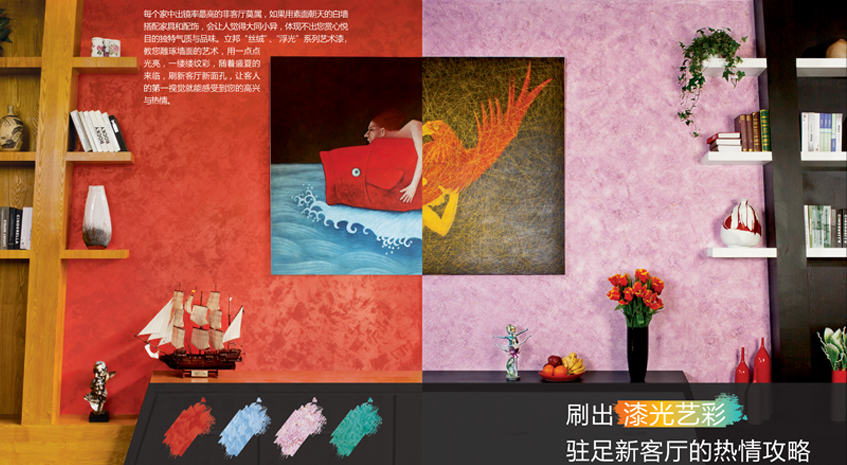 每个家中出镜率最高的非客厅莫属，如果用素面朝天的白墙
搭配家具和配饰，会让人觉得大同小异，体现不出您赏心悦
目的独特气质与品味。立邦“丝绒”、“浮光”系列艺术漆，
教您雕琢墙面的艺术，用一点点
光亮，一缕缕纹彩，随着盛夏的
来临，刷新客厅新面孔，让客人
的第一视觉就能感受到您的高兴
与热情。
刷出 漆光艺彩
驻足新客厅的热情攻略